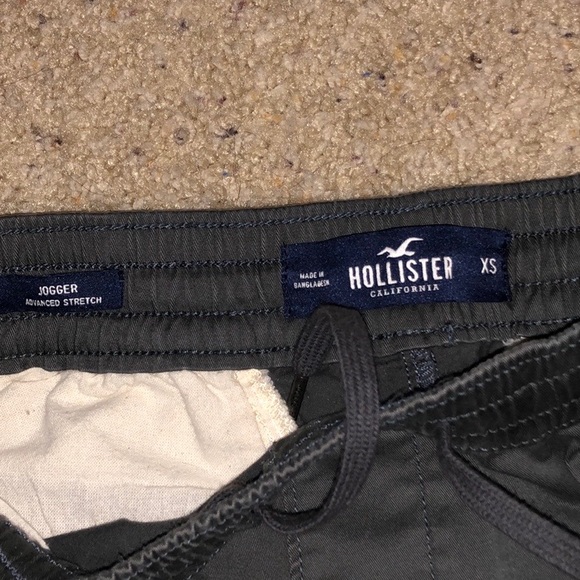 JOGGER
ADVANCED STRETCH
MADE IN
BANGLADESH
HOLLISTER
CALIFORNIA
XS